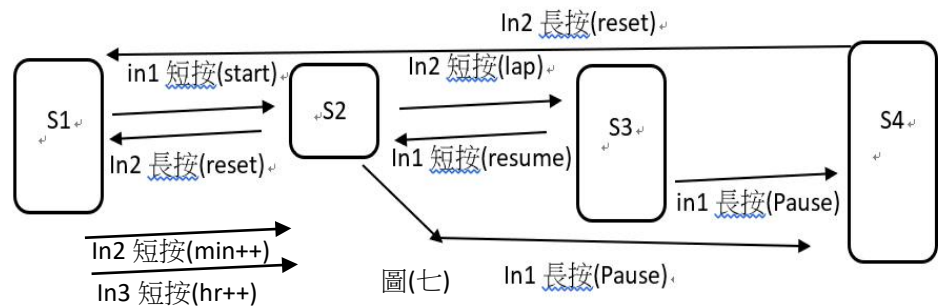 In2 長按(reset)
in1 短按(start)
In2 短按(lap)
S1
S2
S3
S4
In2 長按(reset)
In1 短按(resume)
in1 長按(Pause)
In2 短按(min++)
In3 短按(hr++)
圖(七)
In1 長按(Pause)